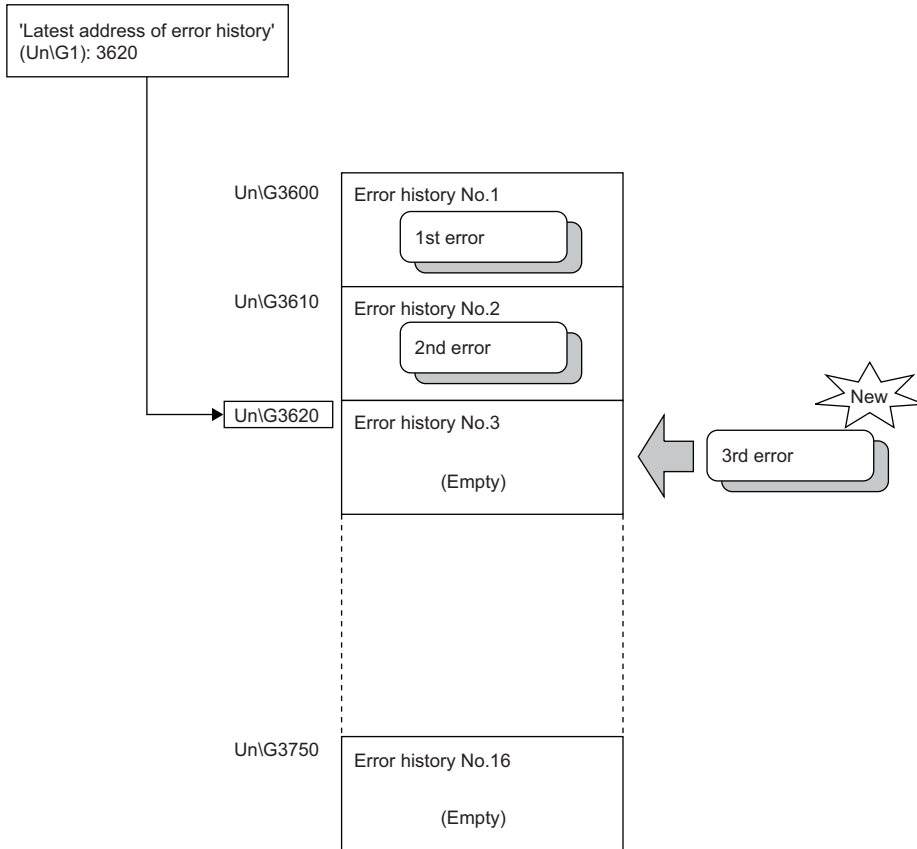 'Latest address of error history'
(Un\G1): 3620
Un\G3600
Error history No.1
1st error
Un\G3610
Error history No.2
2nd error
New
Un\G3620
Error history No.3
3rd error
(Empty)
Un\G3750
Error history No.16
(Empty)